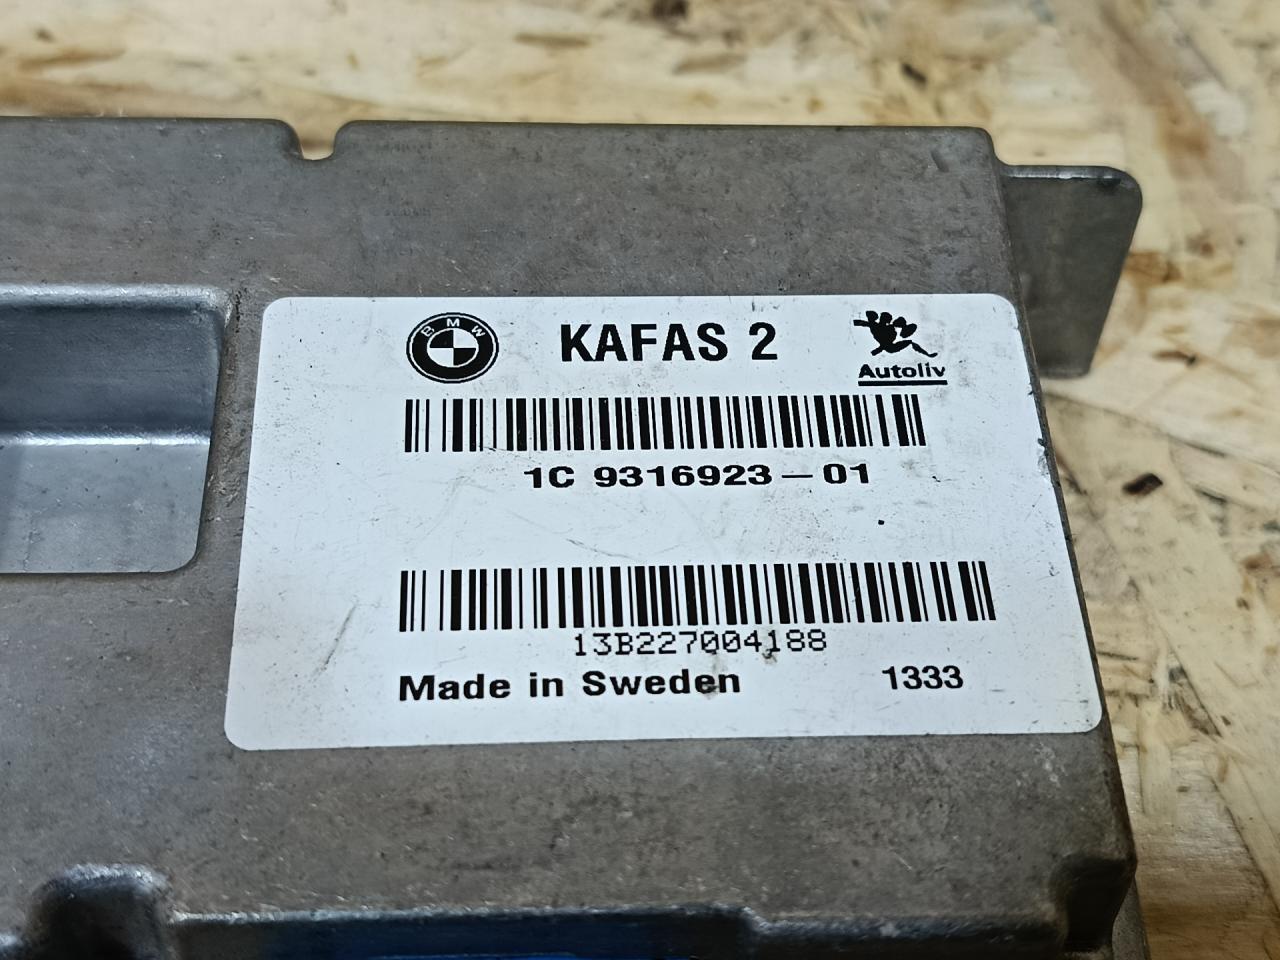 BMW
KAFAS 2
Autoliv
1C 9316923-01
13B227004188
Made in Sweden 1333